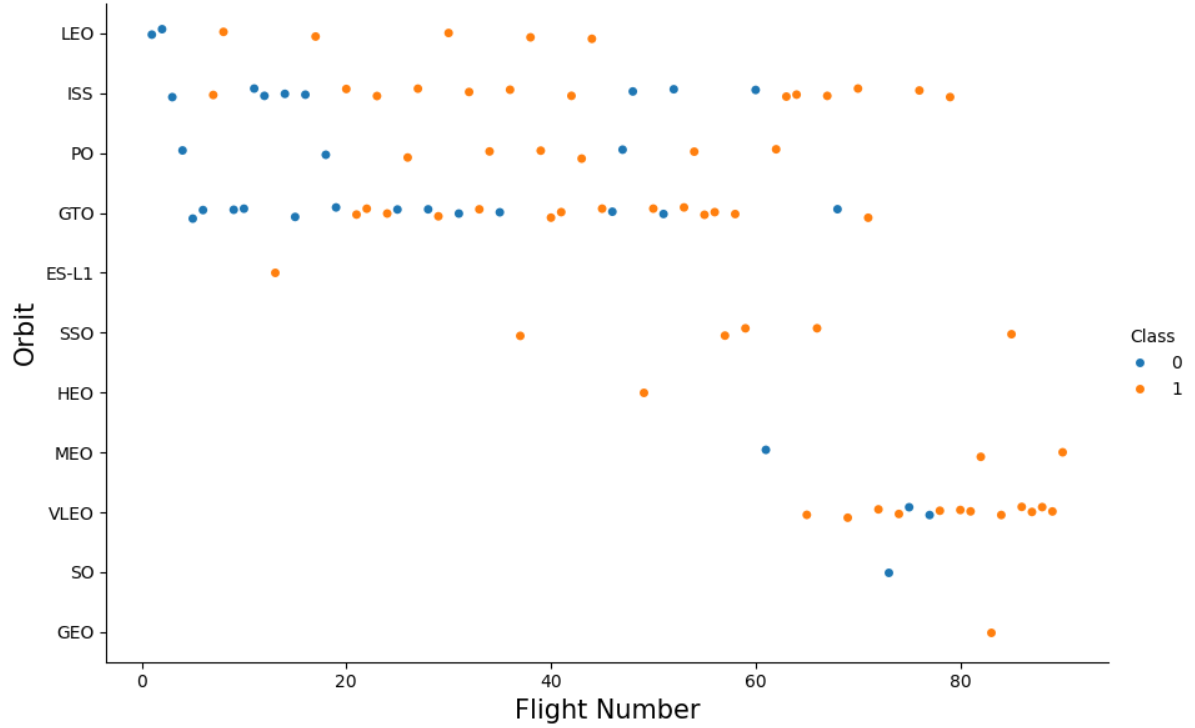 LEO
ISS
PO
GTO
ES-L1
SSO
HEO
MEO
VLEO
SO
GEO
Orbit
0 20 40 60 80
Flight Number
Class
0
1